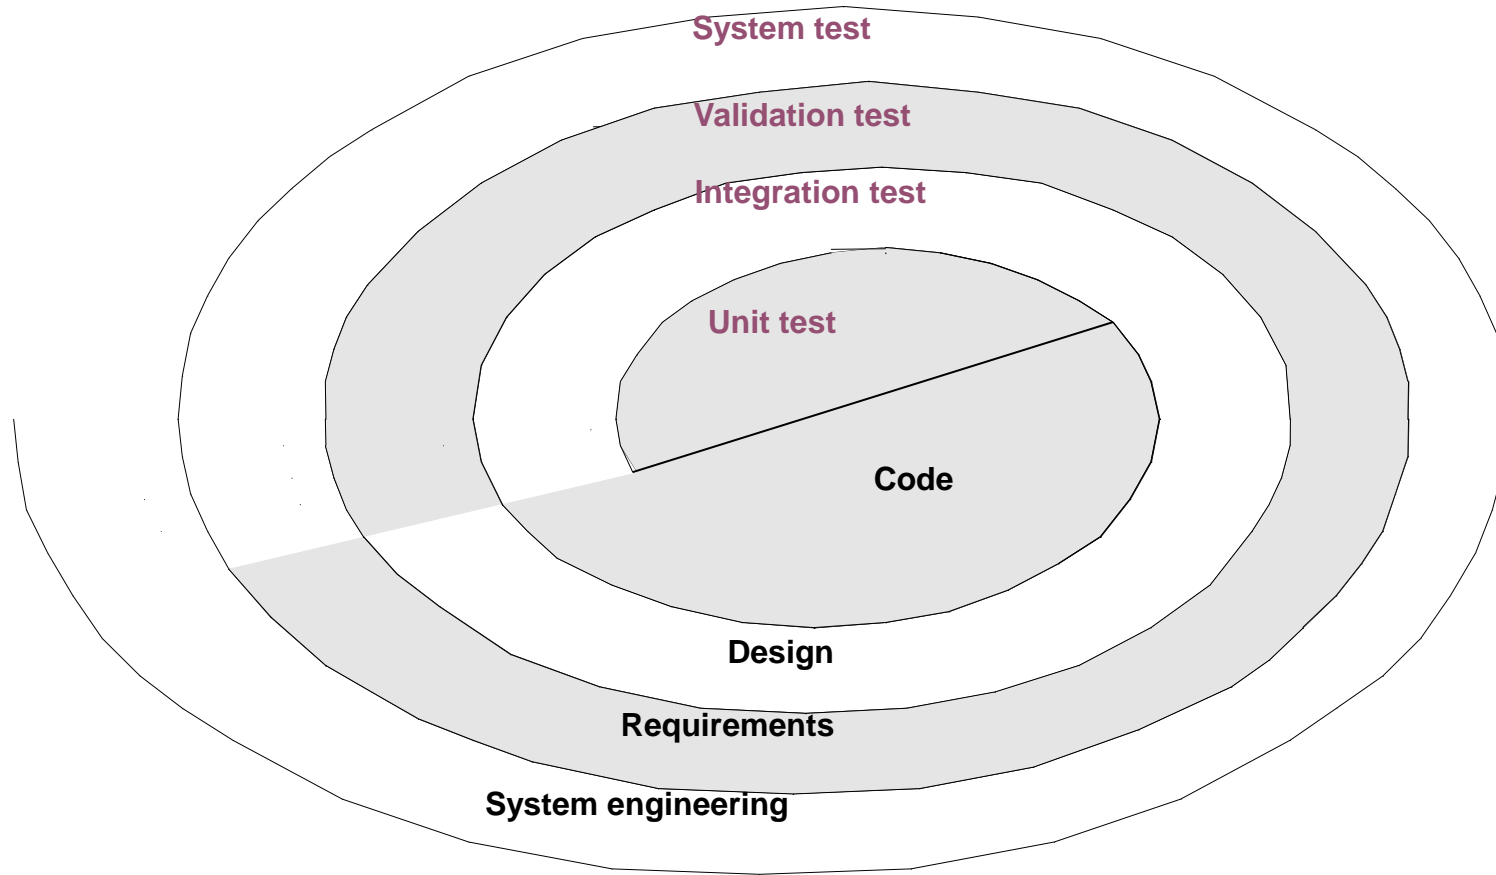 System test
Validation test
Integration test
Unit test
Code
Design
Requirements
System engineering